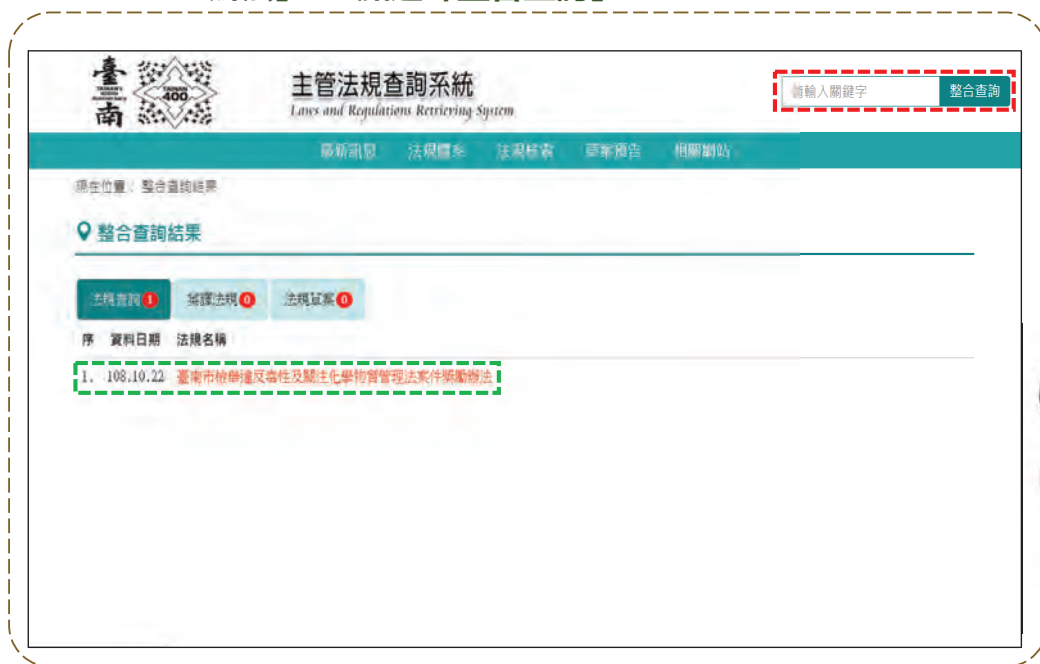 臺南
400
主管法規查詢系統
Laws and Regulations Retrieving System
請輸入關鍵字 整合查詢
最新訊息 法規體系 法規檢索 草案預告 相關網站
現在位置: 整合查詢結果
整合查詢結果
法規查詢 1 英譯法規 0 法規草案 0
序 資料日期 法規名稱
1. 108.10.22 臺南市檢舉違反毒性及關注化學物質管理法案件獎勵辦法